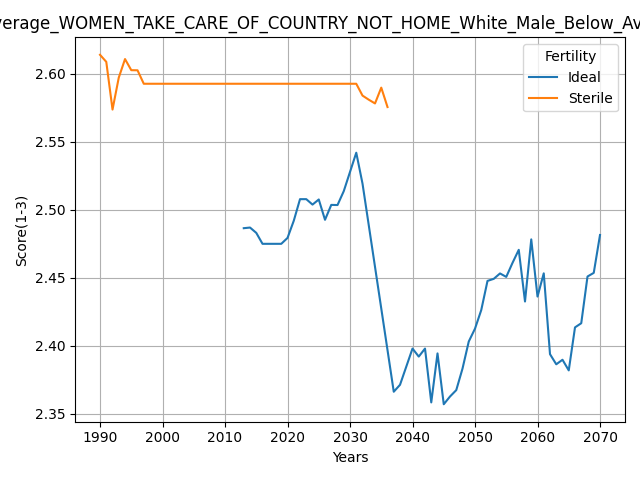 verage_WOMEN_TAKE_CARE_OF_COUNTRY_NOT_HOME_White_Male_Below_Av
Fertility
Ideal
Sterile
2.60
2.55
2.50
2.45
2.40
2.35
Score(1-3)
1990 2000 2010 2020 2030 2040 2050 2060 2070
Years